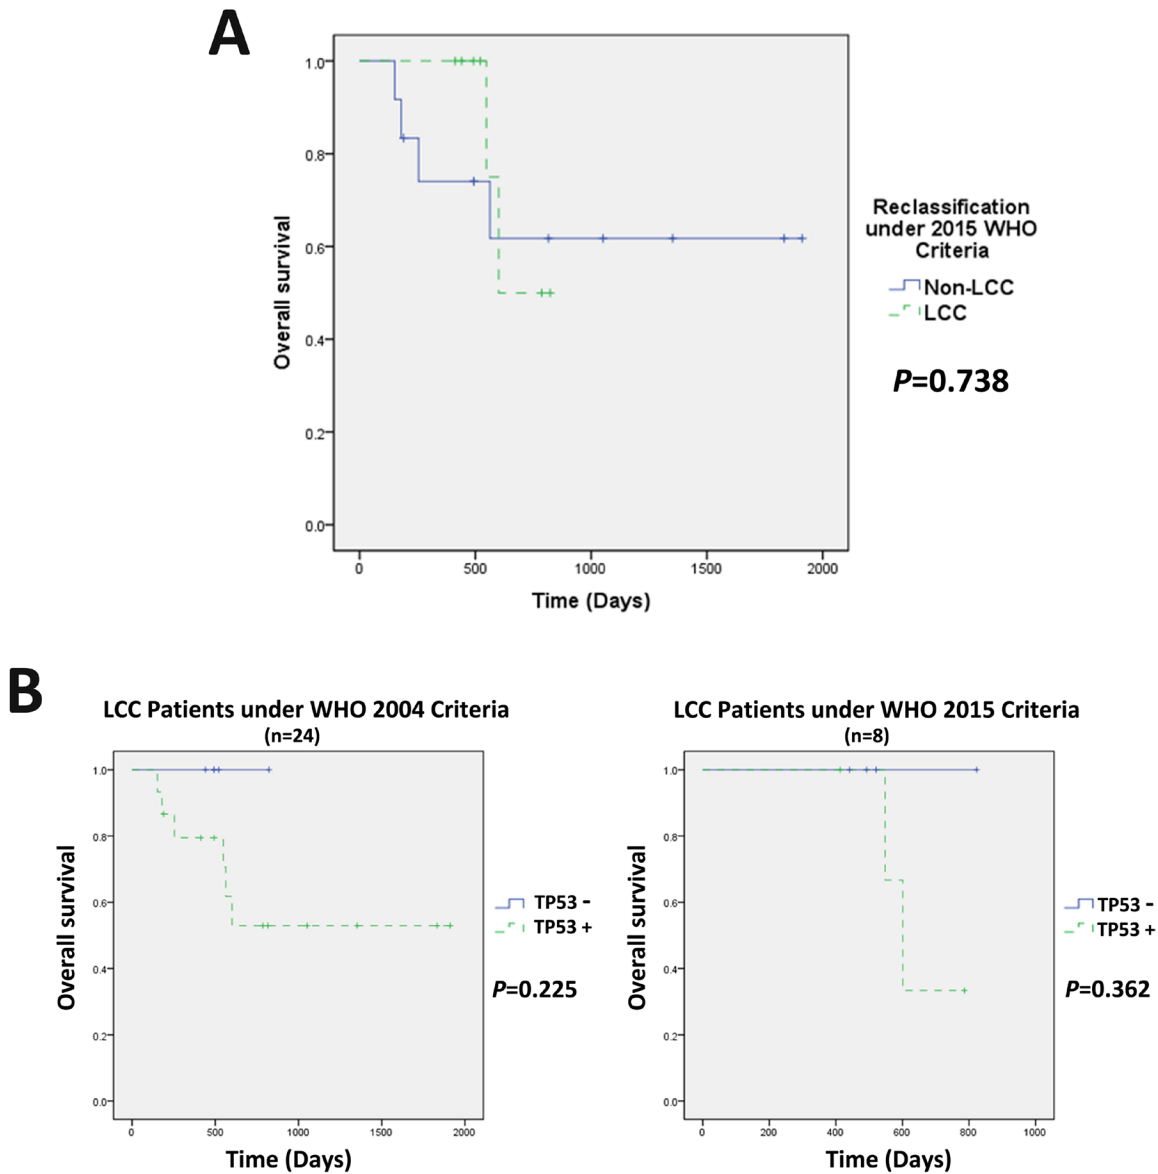 A
1.0
0.8
0.6
0.4
0.2
0.0
Overall survival
0 500 1000 1500 2000
Time (Days)
Reclassification
under 2015 WHO
Criteria
Non-LCC
LCC
P=0.738
B
LCC Patients under WHO 2004 Criteria
(n=24)
1.0
0.8
0.6
0.4
0.2
0.0
Overall survival
0 500 1000 1500 2000
Time (Days)
TP53 -
TP53 +
P=0.225
LCC Patients under WHO 2015 Criteria
(n=8)
1.0
0.8
0.6
0.4
0.2
0.0
Overall survival
0 200 400 600 800 1000
Time (Days)
TP53 -
TP53 +
P=0.362